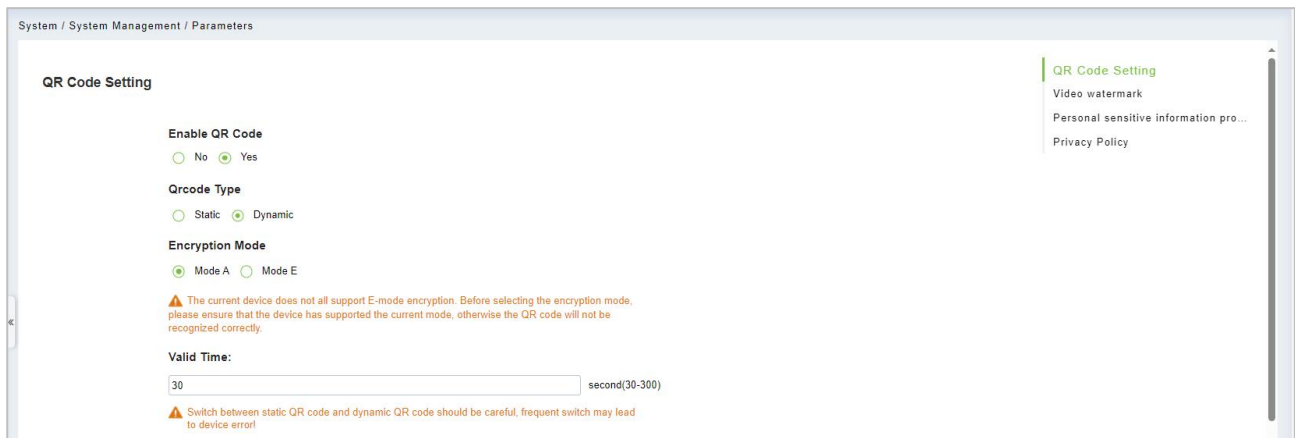 System / System Management / Parameters
QR Code Setting
Enable QR Code
No Yes
Qrcode Type
Static Dynamic
Encryption Mode
Mode A Mode E
The current device does not all support E-mode encryption. Before selecting the encryption mode,
please ensure that the device has supported the current mode, otherwise the QR code will not be
recognized correctly.
Valid Time:
30 second(30-300)
Switch between static QR code and dynamic QR code should be careful, frequent switch may lead
to device error!
QR Code Setting
Video watermark
Personal sensitive information pro...
Privacy Policy